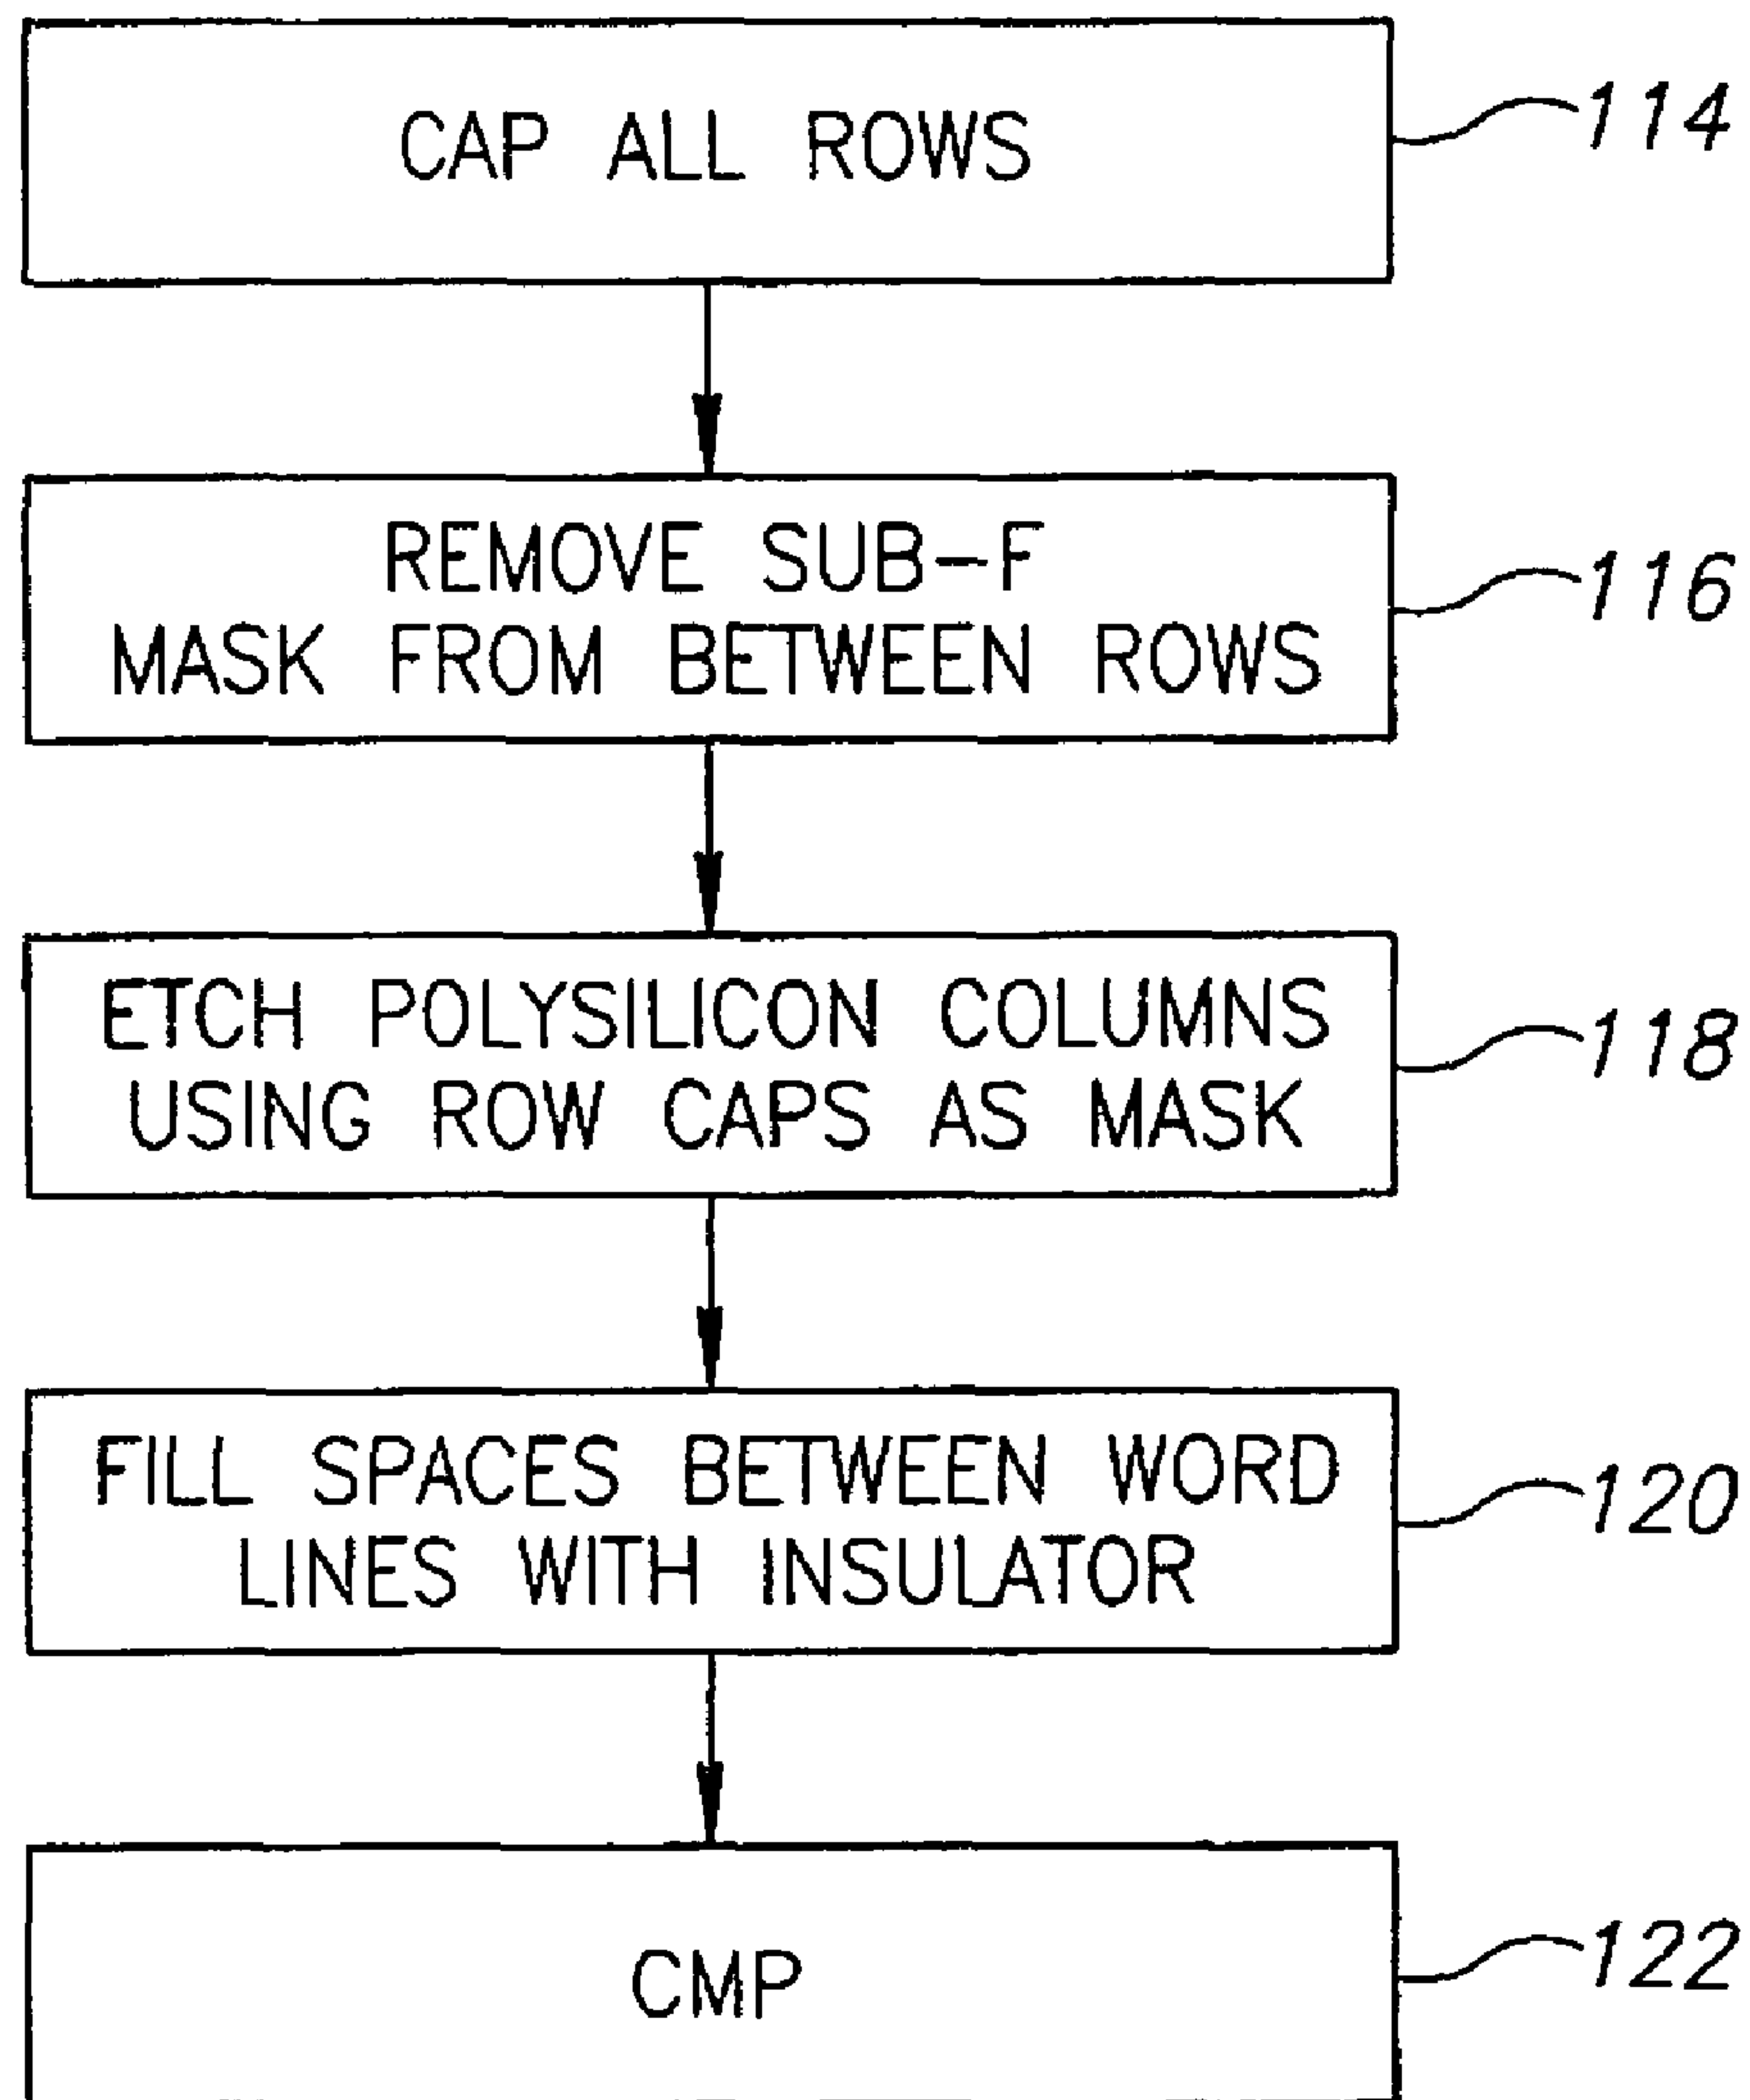 CAP ALL ROWS
114
REMOVE SUB-F
MASK FROM BETWEEN ROWS
116
ETCH POLYSILICON COLUMNS
USING ROW CAPS AS MASK
118
FILL SPACES BETWEEN WORD
LINES WITH INSULATOR
120
CMP
122